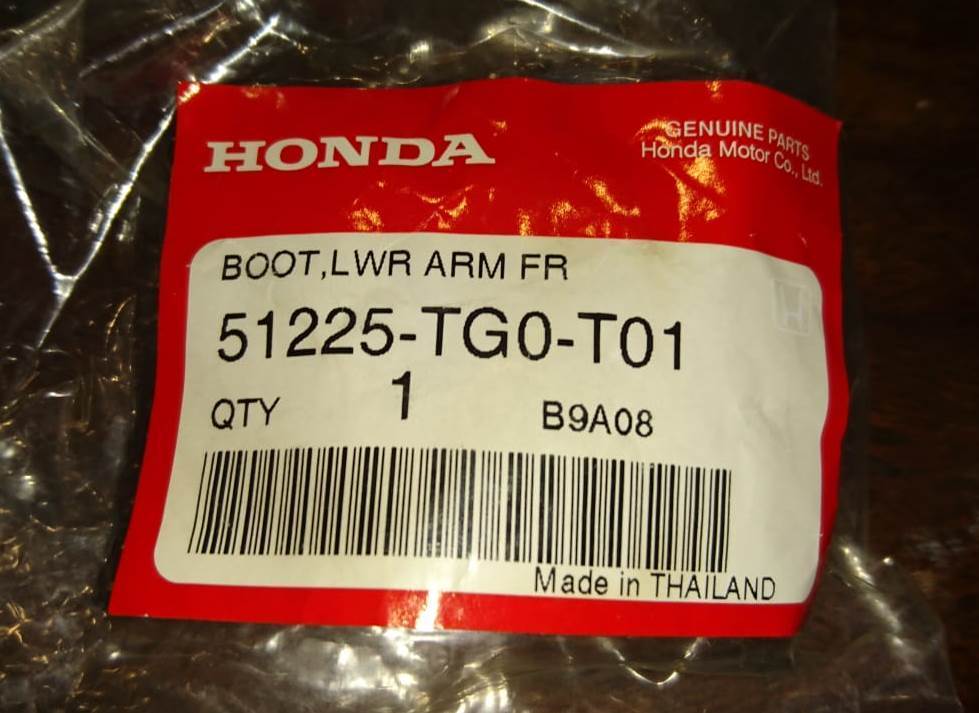 HONDA
GENUINE PARTS
Honda Motor Co., Ltd.
BOOT,LWR ARM FR
51225-TG0-T01
QTY 1 B9A08
Made in THAILAND